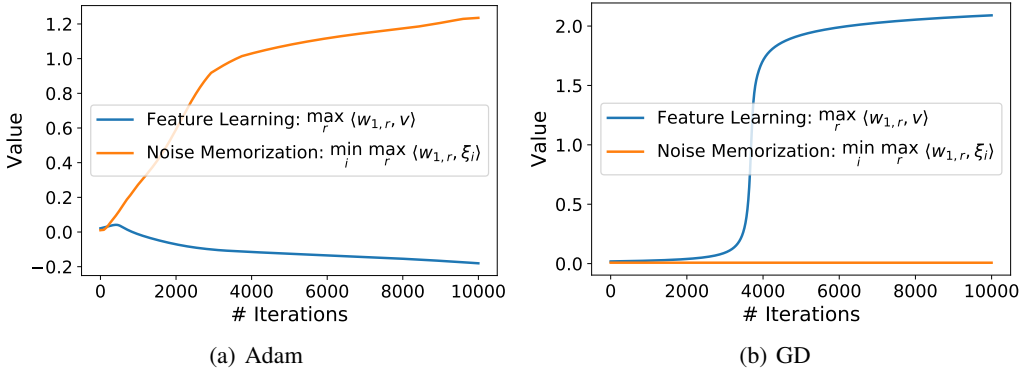 1.2
1.0
0.8
0.6
0.4
0.2
0.0
−0.2
Value
Feature Learning: max_r ⟨w_{1,r}, v⟩
Noise Memorization: min_i max_r ⟨w_{1,r}, ξ_i⟩
0 2000 4000 6000 8000 10000
# Iterations
(a) Adam
2.0
1.5
1.0
0.5
0.0
Value
Feature Learning: max_r ⟨w_{1,r}, v⟩
Noise Memorization: min_i max_r ⟨w_{1,r}, ξ_i⟩
0 2000 4000 6000 8000 10000
# Iterations
(b) GD